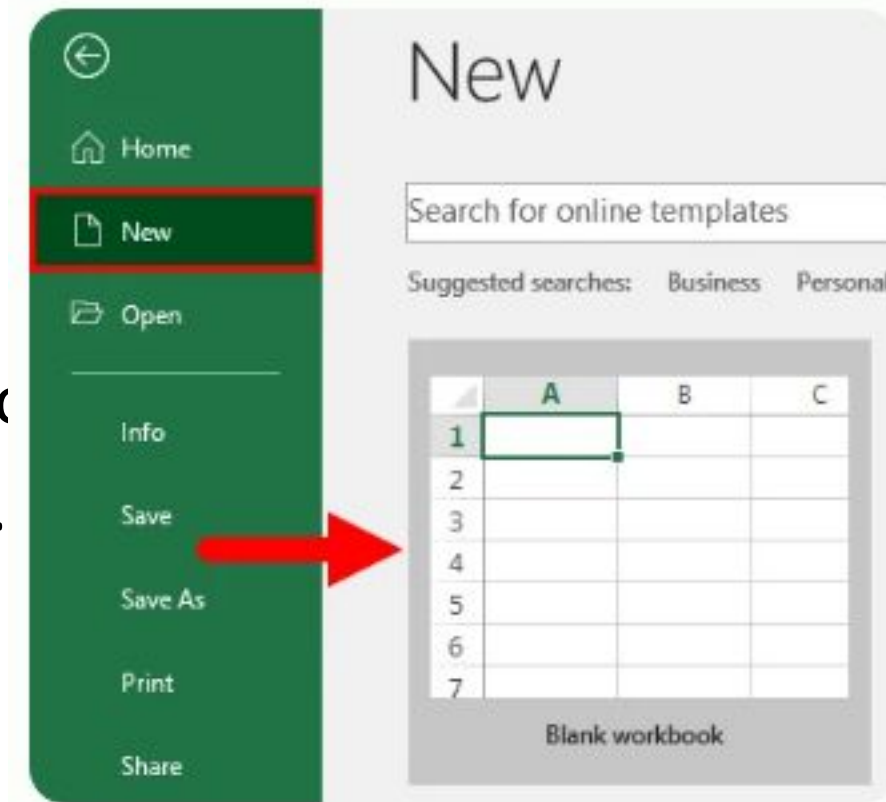 New
Home
New
Open
Info
Save
Save As
Print
Share
Search for online templates
Suggested searches: Business Personal
A B C
1
2
3
4
5
6
7
Blank workbook